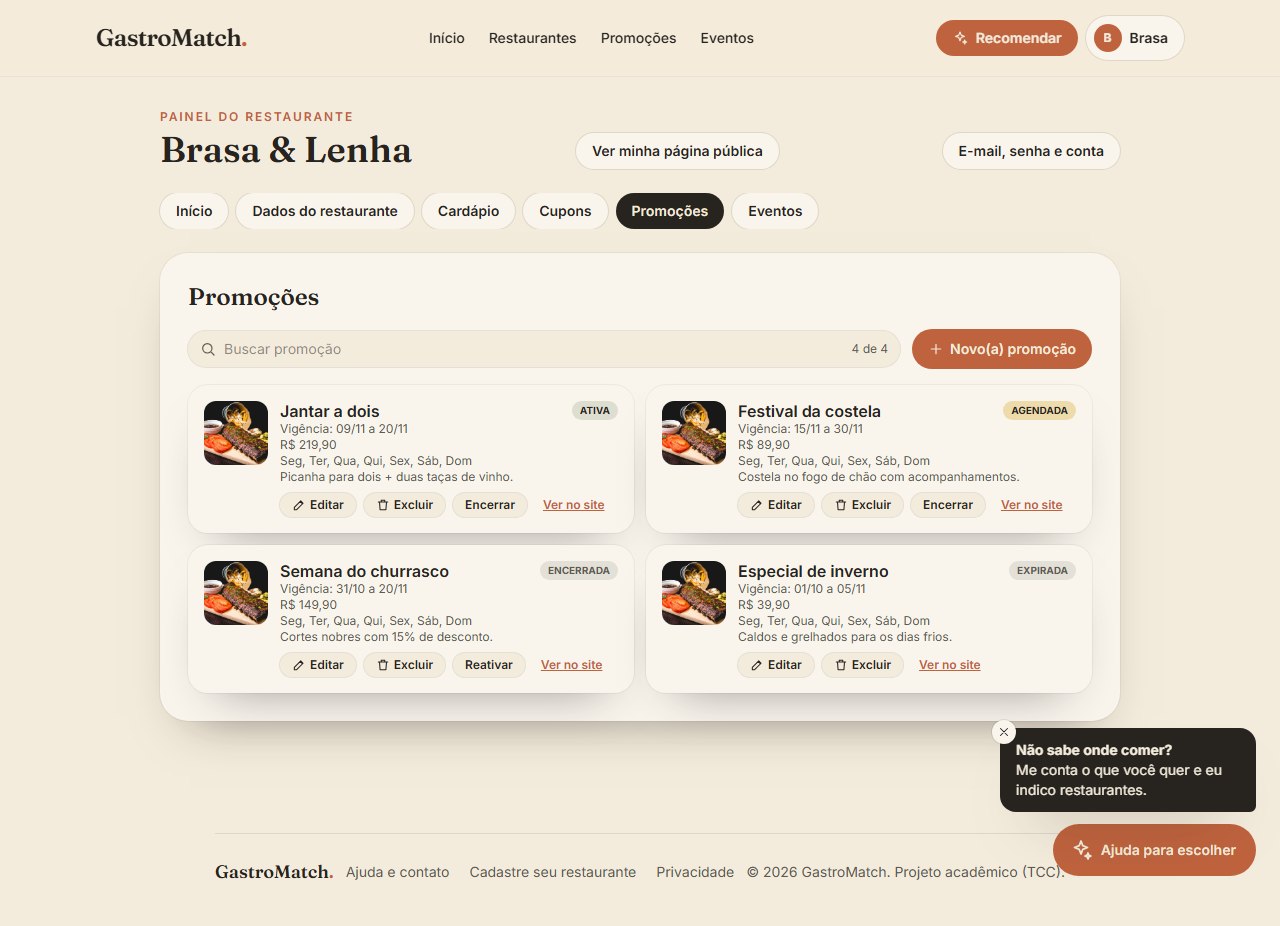 GastroMatch.
Início
Restaurantes
Promoções
Eventos
Recomendar
B
Brasa
PAINEL DO RESTAURANTE
Brasa & Lenha
Ver minha página pública
E-mail, senha e conta
Início
Dados do restaurante
Cardápio
Cupons
Promoções
Eventos
Promoções
Buscar promoção
4 de 4
Novo(a) promoção
Jantar a dois
ATIVA
Vigência: 09/11 a 20/11
R$ 219,90
Seg, Ter, Qua, Qui, Sex, Sáb, Dom
Picanha para dois + duas taças de vinho.
Editar
Excluir
Encerrar
Ver no site
Festival da costela
AGENDADA
Vigência: 15/11 a 30/11
R$ 89,90
Seg, Ter, Qua, Qui, Sex, Sáb, Dom
Costela no fogo de chão com acompanhamentos.
Editar
Excluir
Encerrar
Ver no site
Semana do churrasco
ENCERRADA
Vigência: 31/10 a 20/11
R$ 149,90
Seg, Ter, Qua, Qui, Sex, Sáb, Dom
Cortes nobres com 15% de desconto.
Editar
Excluir
Reativar
Ver no site
Especial de inverno
EXPIRADA
Vigência: 01/10 a 05/11
R$ 39,90
Seg, Ter, Qua, Qui, Sex, Sáb, Dom
Caldos e grelhados para os dias frios.
Editar
Excluir
Ver no site
Não sabe onde comer?
Me conta o que você quer e eu
indico restaurantes.
Ajuda para escolher
GastroMatch.
Ajuda e contato
Cadastre seu restaurante
Privacidade
© 2026 GastroMatch. Projeto acadêmico (TCC).